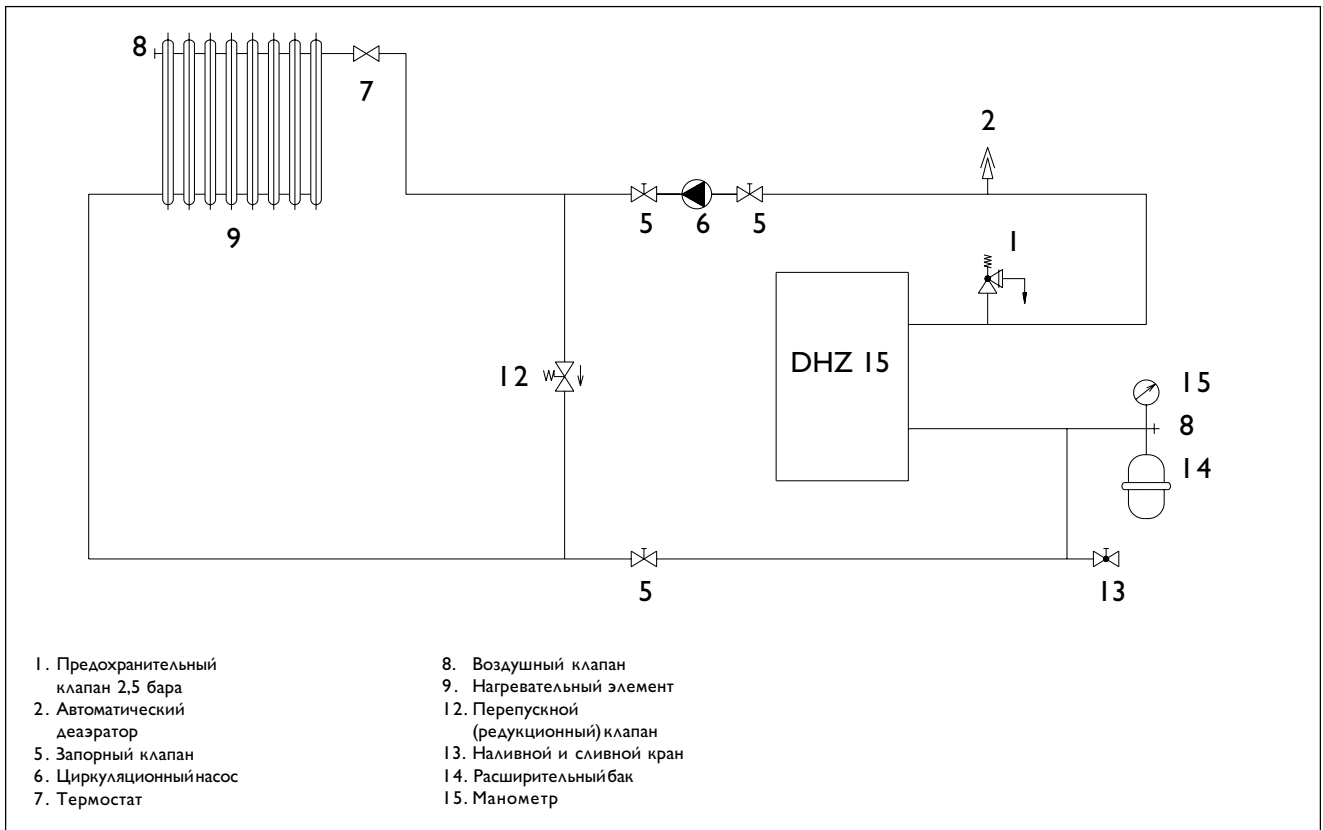 8
7
2
5
6
5
9
1
DHZ 15
12
15
8
14
5
13
1. Предохранительный
клапан 2,5 бара
2. Автоматический
деаэратор
5. Запорный клапан
6. Циркуляционный насос
7. Термостат
8. Воздушный клапан
9. Нагревательный элемент
12. Перепускной
(редукционный) клапан
13. Наливной и сливной кран
14. Расширительный бак
15. Манометр